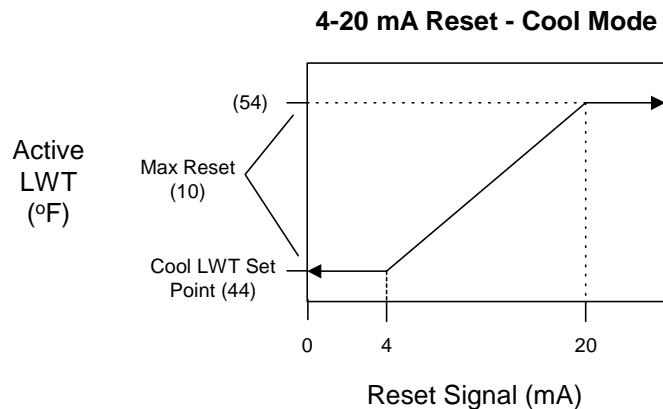 4-20 mA Reset - Cool Mode
(54)
Active
LWT
(oF)
Max Reset
(10)
Cool LWT Set
Point (44)
0
4
20
Reset Signal (mA)